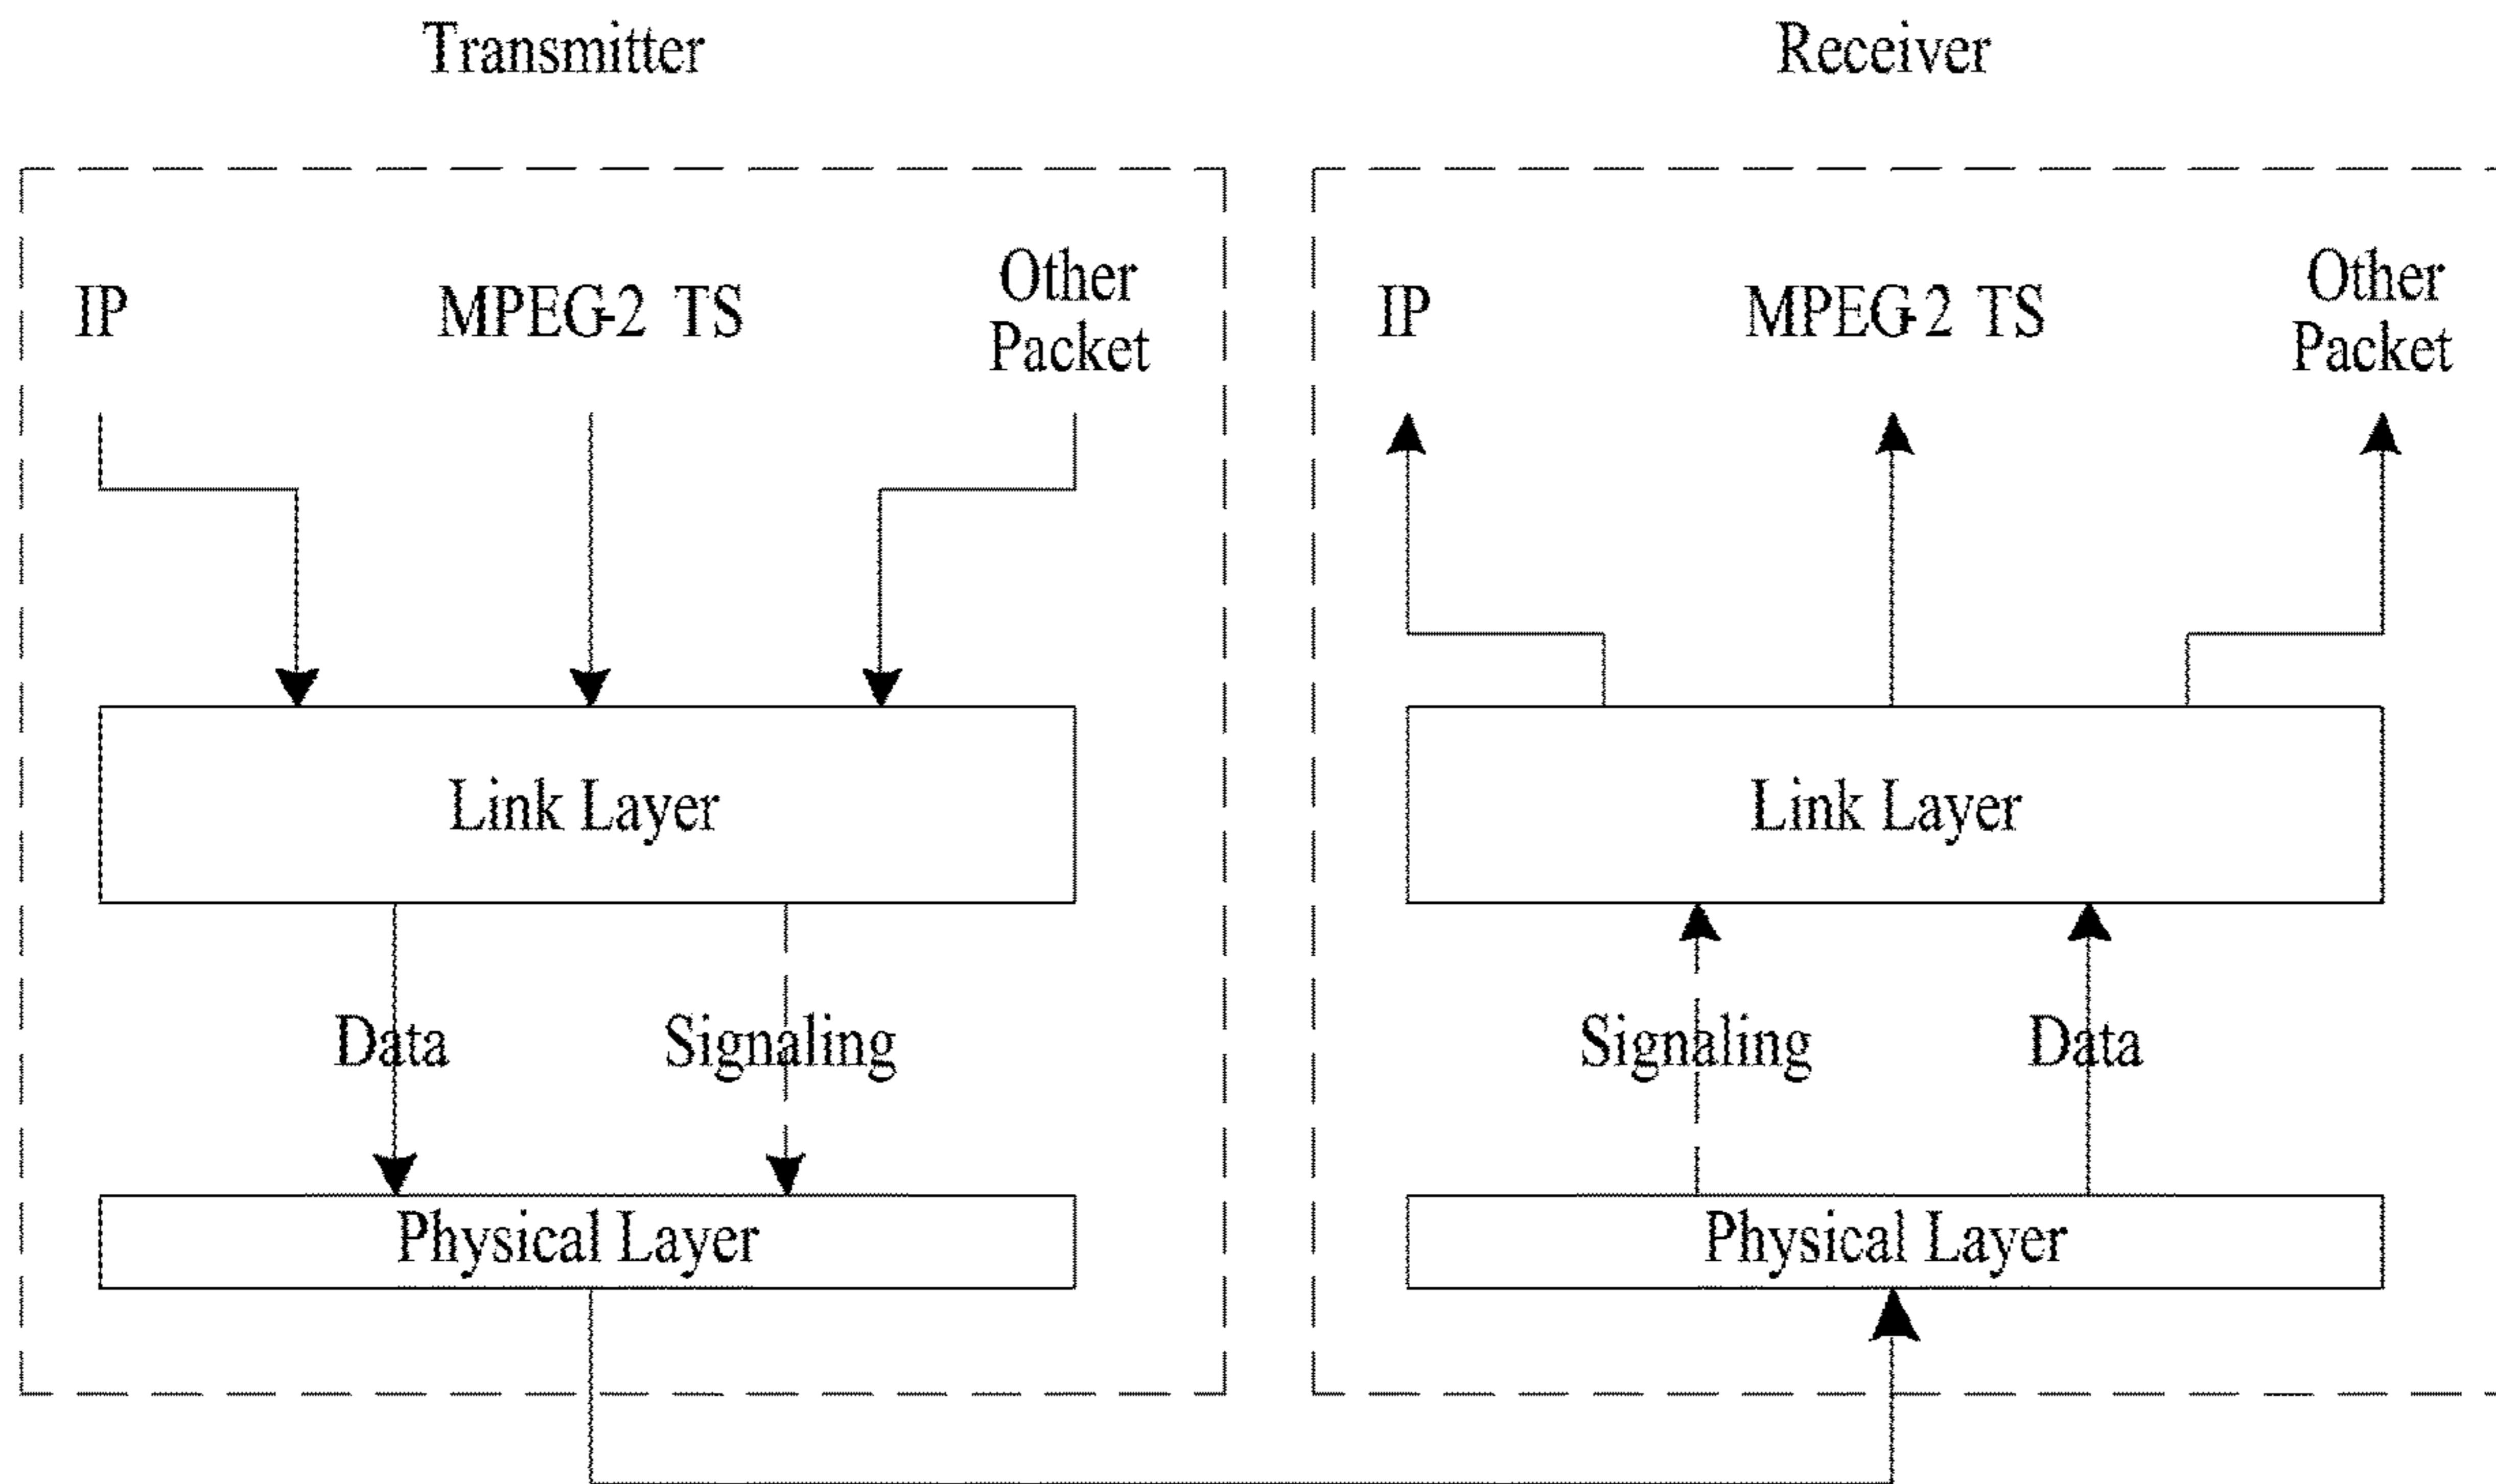 Transmitter
IP
MPEG-2 TS
Other
Packet
Link Layer
Data
Signaling
Physical Layer
Receiver
IP
MPEG-2 TS
Other
Packet
Link Layer
Signaling
Data
Physical Layer